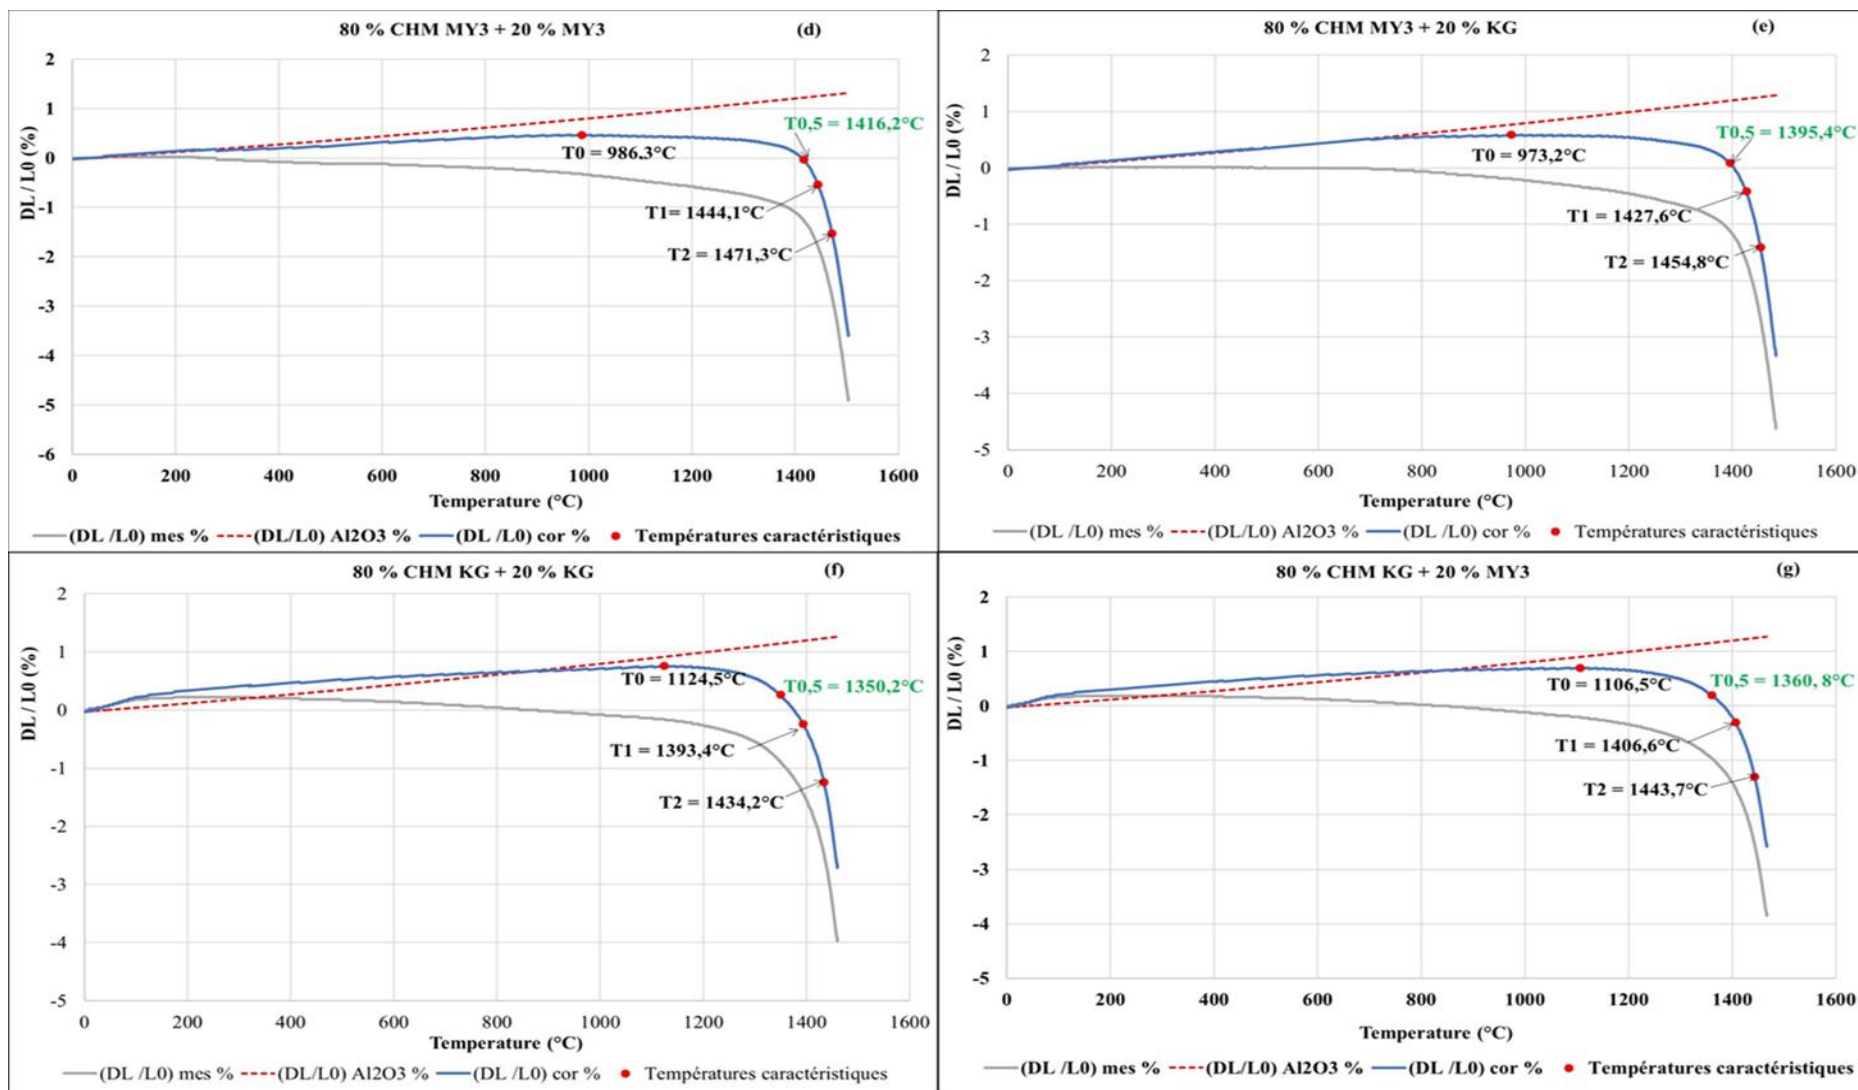 80 % CHM MY3 + 20 % MY3
(d)
2
1
0
-1
-2
-3
-4
-5
-6
DL / L0 (%)
T0,5 = 1416,2°C
T0 = 986,3°C
T1= 1444,1°C
T2 = 1471,3°C
0 200 400 600 800 1000 1200 1400 1600
Temperature (°C)
(DL /L0) mes % (DL/L0) Al2O3 % (DL /L0) cor % Températures caractéristiques
80 % CHM MY3 + 20 % KG
(e)
2
1
0
-1
-2
-3
-4
-5
DL / L0 (%)
T0,5 = 1395,4°C
T0 = 973,2°C
T1 = 1427,6°C
T2 = 1454,8°C
0 200 400 600 800 1000 1200 1400 1600
Temperature (°C)
(DL /L0) mes % (DL/L0) Al2O3 % (DL /L0) cor % Températures caractéristiques
80 % CHM KG + 20 % KG
(f)
2
1
0
-1
-2
-3
-4
-5
DL / L0 (%)
T0 = 1124,5°C
T0,5 = 1350,2°C
T1 = 1393,4°C
T2 = 1434,2°C
0 200 400 600 800 1000 1200 1400 1600
Temperature (°C)
(DL /L0) mes % (DL/L0) Al2O3 % (DL /L0) cor % Températures caractéristiques
80 % CHM KG + 20 % MY3
(g)
2
1
0
-1
-2
-3
-4
-5
DL / L0 (%)
T0 = 1106,5°C
T0,5 = 1360, 8°C
T1 = 1406,6°C
T2 = 1443,7°C
0 200 400 600 800 1000 1200 1400 1600
Temperature (°C)
(DL /L0) mes % (DL/L0) Al2O3 % (DL /L0) cor % Températures caractéristiques